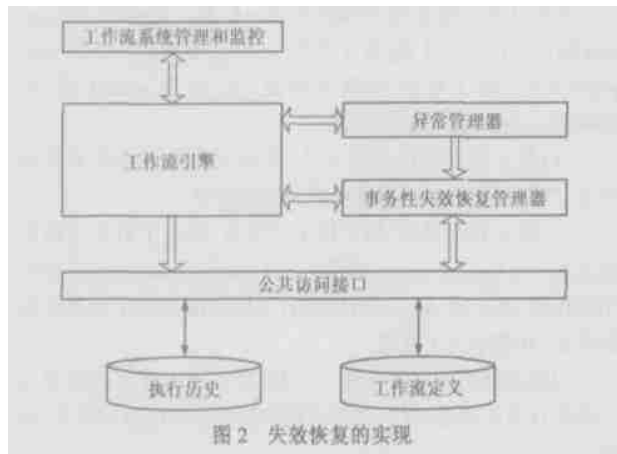 工作流系统管理和监控
异常管理器
工作流引擎
事务性失效恢复管理器
公共访问接口
执行历史
工作流定义
图2 失效恢复的实现